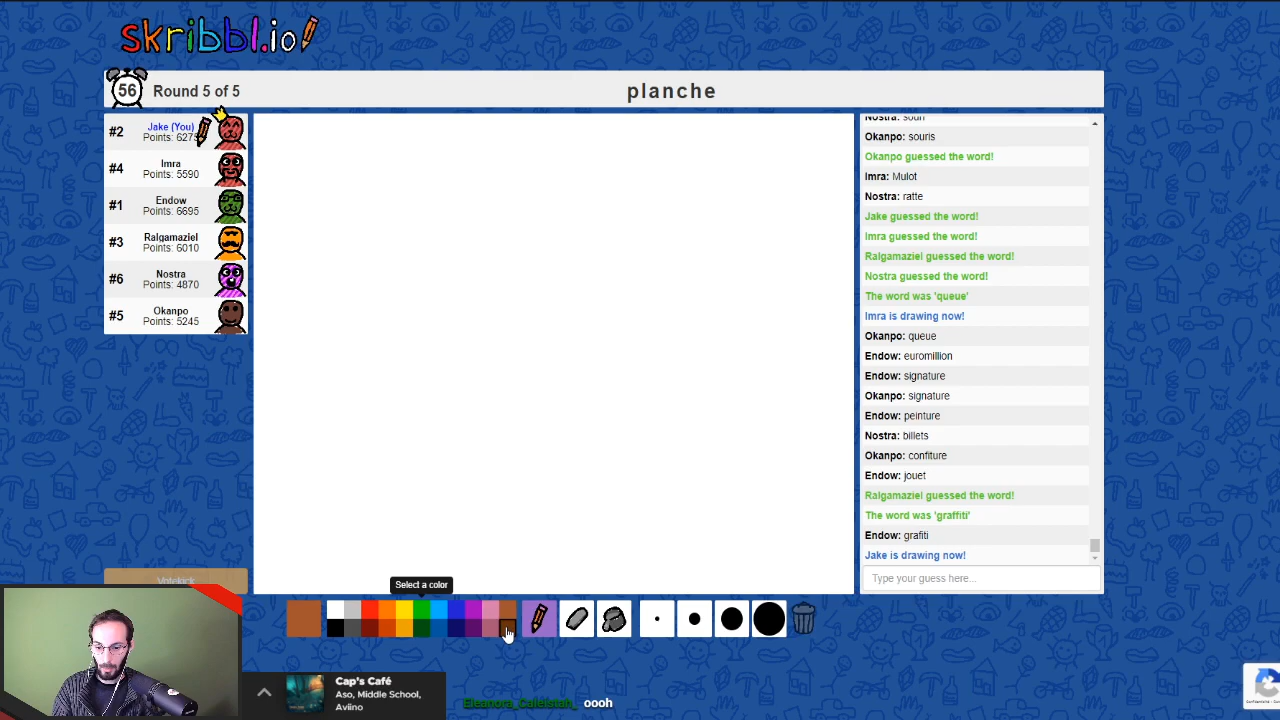 skribbl.io
56
Round 5 of 5
planche
#2
Jake (You)
Points: 6275
#4
Imra
Points: 5590
#1
Endow
Points: 6695
#3
Ralgamaziel
Points: 6010
#6
Nostra
Points: 4870
#5
Okanpo
Points: 5245
Votekick
Nostra: souri
Okanpo: souris
Okanpo guessed the word!
Imra: Mulot
Nostra: ratte
Jake guessed the word!
Imra guessed the word!
Ralgamaziel guessed the word!
Nostra guessed the word!
The word was 'queue'
Imra is drawing now!
Okanpo: queue
Endow: euromillion
Endow: signature
Okanpo: signature
Endow: peinture
Nostra: billets
Okanpo: confiture
Endow: jouet
Ralgamaziel guessed the word!
The word was 'graffiti'
Endow: grafiti
Jake is drawing now!
Type your guess here...
Select a color
Cap's Café
Aso, Middle School,
Aviino
oooh